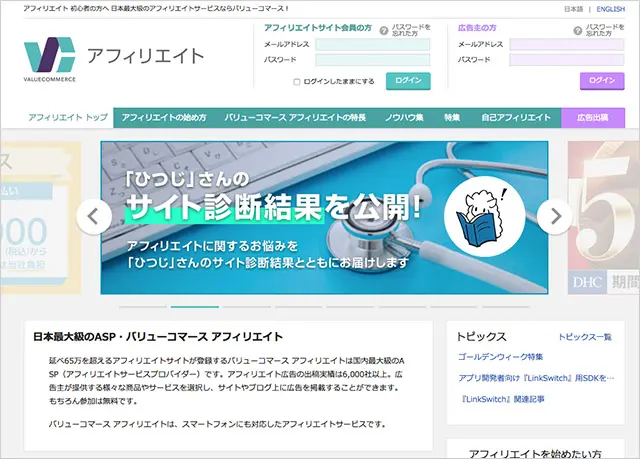 アフィリエイト 初心者の方へ 日本最大級のアフィリエイトサービスならバリューコマース！
日本語 | ENGLISH
VALUECOMMERCE
アフィリエイト
アフィリエイトサイト会員の方
? パスワードを
忘れた方
メールアドレス
パスワード
ログインしたままにする
ログイン
広告主の方
? パスワードを
忘れた方
メールアドレス
パスワード
ログイン
アフィリエイト トップ
アフィリエイトの始め方
バリューコマース アフィリエイトの特長
ノウハウ集
特集
自己アフィリエイト
広告出稿
ス
払い
000
(税込)から
は当社負担
「ひつじ」さんの
サイト診断結果を公開!
アフィリエイトに関するお悩みを
「ひつじ」さんのサイト診断結果とともにお届けします
5
DHC 期間
日本最大級のASP・バリューコマース アフィリエイト
延べ65万を超えるアフィリエイトサイトが登録するバリューコマース アフィリエイトは国内最大級のA
SP（アフィリエイトサービスプロバイダー）です。アフィリエイト広告の出稿実績は6,000社以上。広
告主が提供する様々な商品やサービスを選択し、サイトやブログ上に広告を掲載することができます。
もちろん参加は無料です。
バリューコマース アフィリエイトは、スマートフォンにも対応したアフィリエイトサービスです。
トピックス
トピックス一覧
ゴールデンウィーク特集
アプリ開発者向け『LinkSwitch』用SDKを…
『LinkSwitch』関連記事
アフィリエイトを始めたい方